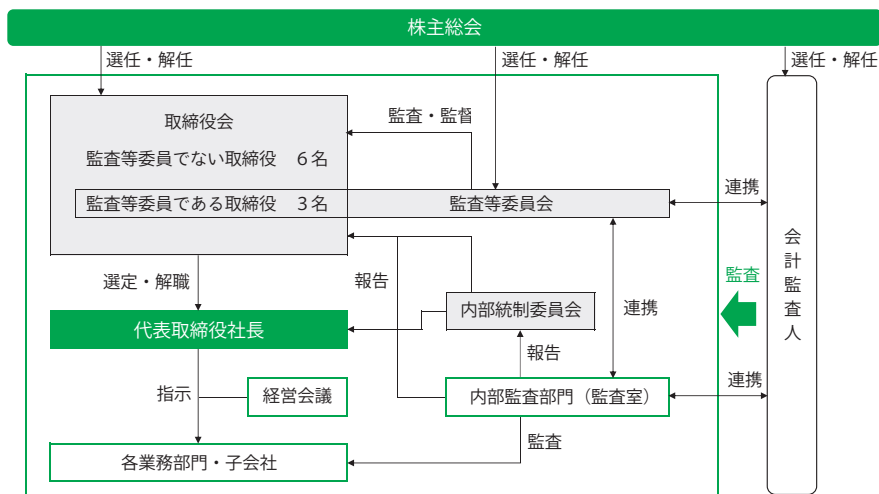 株主総会
選任・解任
選任・解任
選任・解任
取締役会
監査・監督
監査等委員でない取締役　６名
監査等委員である取締役　３名
監査等委員会
連携
会計監査人
選定・解職
報告
監査
代表取締役社長
内部統制委員会
連携
報告
指示
経営会議
内部監査部門（監査室）
連携
監査
各業務部門・子会社